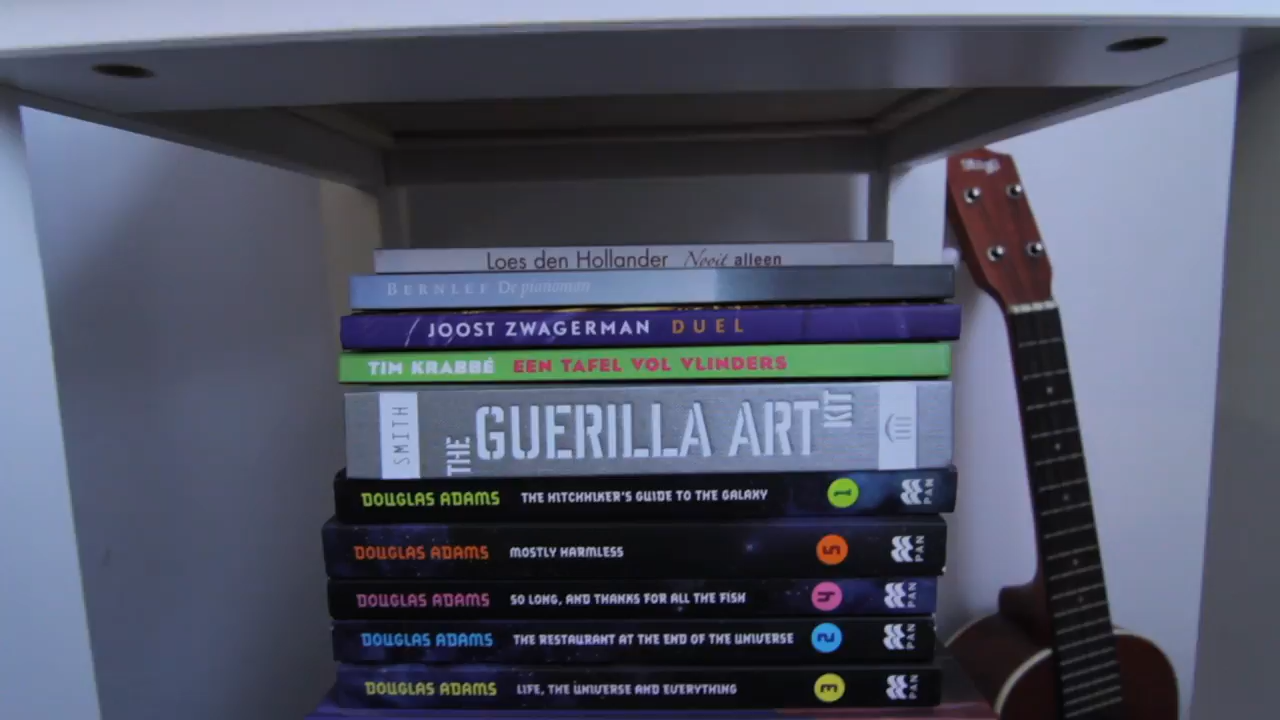 Loes den Hollander Nooit alleen
BERNLEF De pianoman
JOOST ZWAGERMAN DUEL
TIM KRABBÉ EEN TAFEL VOL VLINDERS
SMITH THE GUERILLA ART KIT
DOUGLAS ADAMS THE HITCHHIKER'S GUIDE TO THE GALAXY 1 PAN
DOUGLAS ADAMS MOSTLY HARMLESS 5 PAN
DOUGLAS ADAMS SO LONG, AND THANKS FOR ALL THE FISH 4 PAN
DOUGLAS ADAMS THE RESTAURANT AT THE END OF THE UNIVERSE 2 PAN
DOUGLAS ADAMS LIFE, THE UNIVERSE AND EVERYTHING 3 PAN